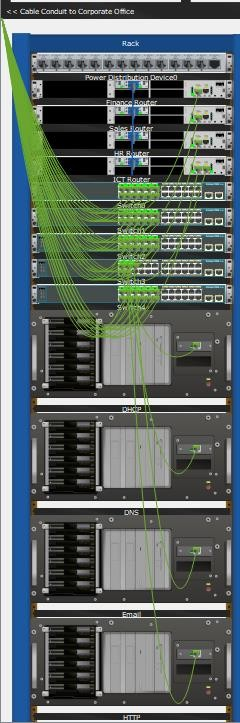 << Cable Conduit to Corporate Office
Rack
Power Distribution Device0
Finance Router
Sales Router
HR Router
ICT Router
Switch0
Switch1
Switch2
Switch3
Switch4
DHCP
DNS
Email
HTTP